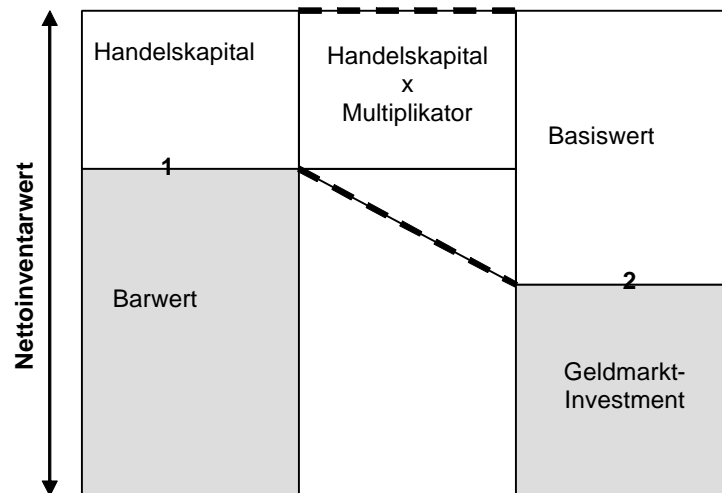 Nettoinventarwert
Handelskapital
1
Barwert
Handelskapital
x
Multiplikator
Basiswert
2
Geldmarkt-
Investment